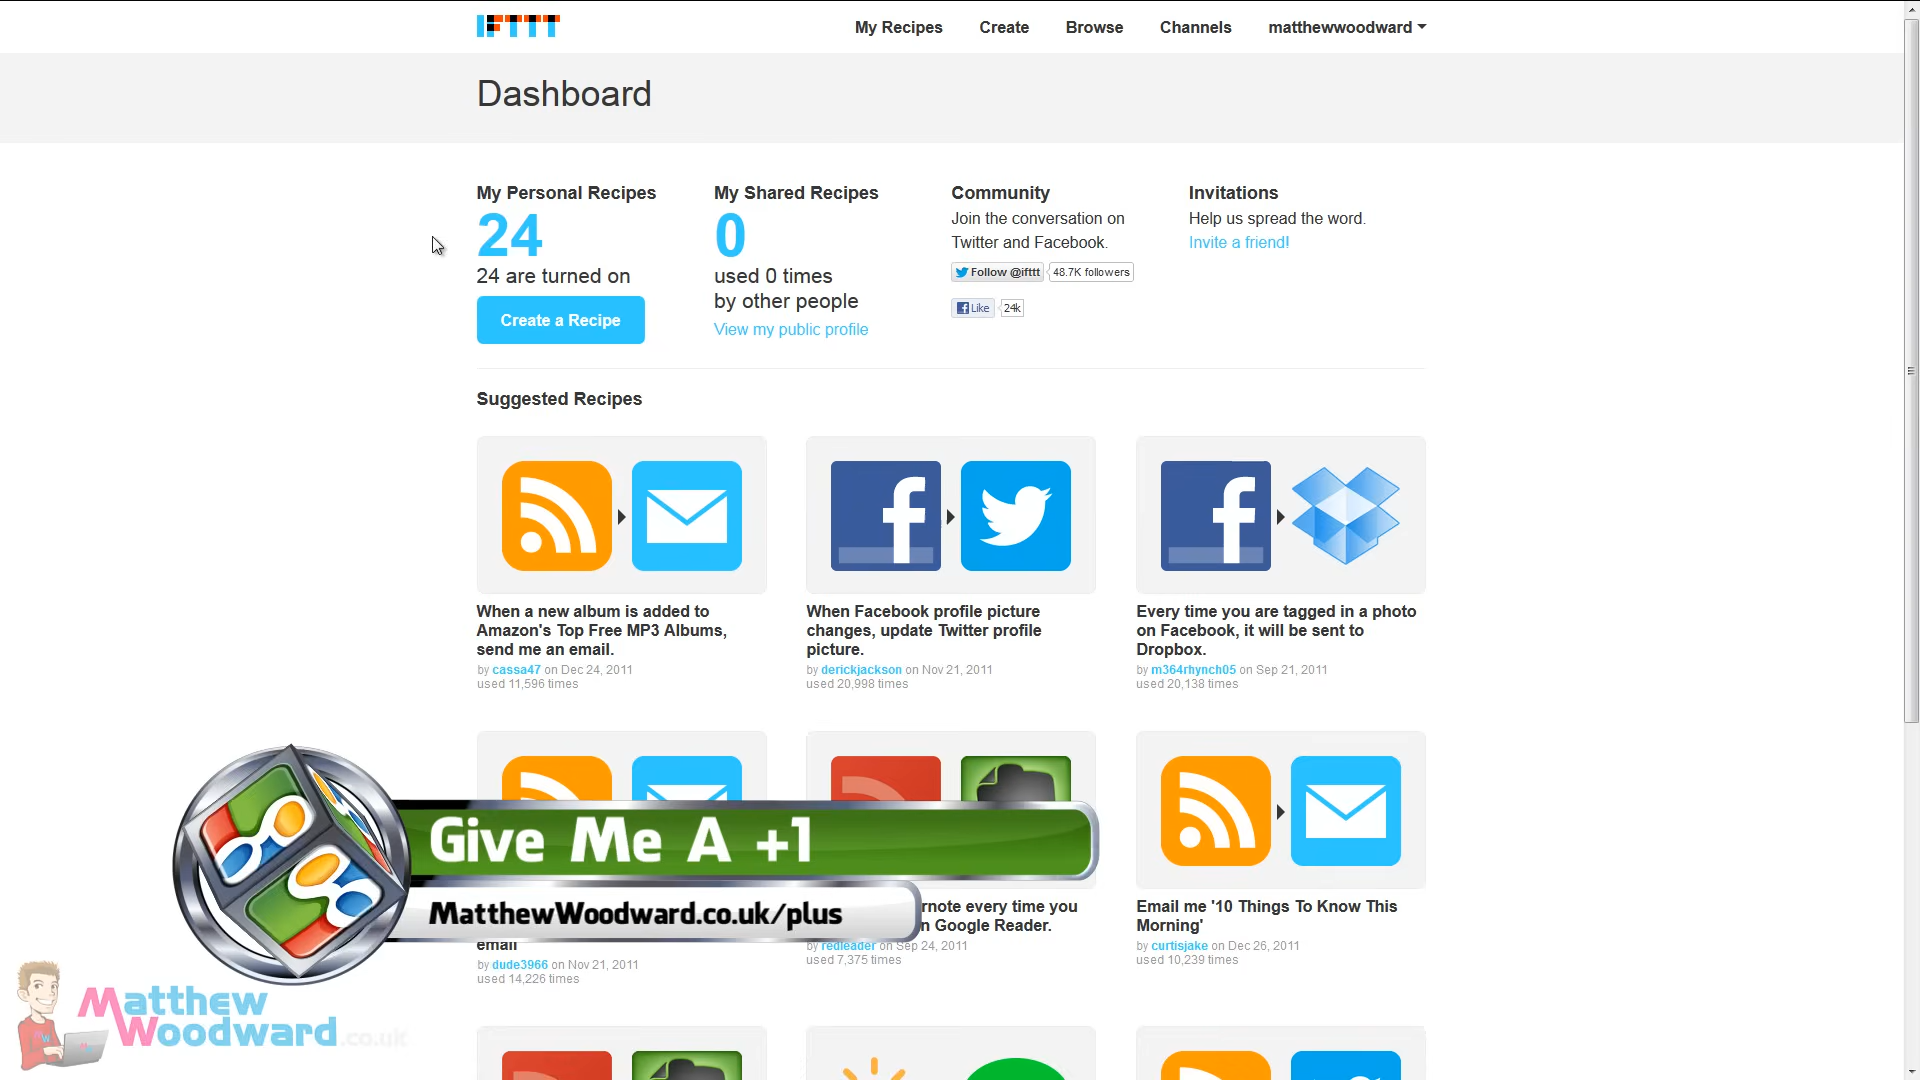 IFTTT
My Recipes
Create
Browse
Channels
matthewwoodward
Dashboard
My Personal Recipes
24
24 are turned on
Create a Recipe
My Shared Recipes
0
used 0 times
by other people
View my public profile
Community
Join the conversation on
Twitter and Facebook.
Follow @ifttt
48.7K followers
Like
24k
Invitations
Help us spread the word.
Invite a friend!
Suggested Recipes
When a new album is added to
Amazon's Top Free MP3 Albums,
send me an email.
by cassa47 on Dec 24, 2011
used 11,596 times
When Facebook profile picture
changes, update Twitter profile
picture.
by derickjackson on Nov 21, 2011
used 20,998 times
Every time you are tagged in a photo
on Facebook, it will be sent to
Dropbox.
by m364rhynch05 on Sep 21, 2011
used 20,138 times
Give Me A +1
MatthewWoodward.co.uk/plus
email
by dude3966 on Nov 21, 2011
used 14,226 times
every time you
Google Reader.
by redleader on Sep 24, 2011
used 7,375 times
Email me '10 Things To Know This
Morning'
by curtisjake on Dec 26, 2011
used 10,239 times
Matthew
Woodward.co.uk